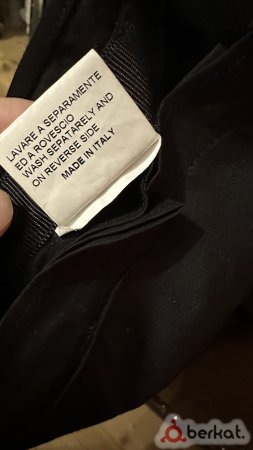 LAVARE A SEPARAMENTE
ED A ROVESCIO
WASH SEPATARELY AND
ON REVERSE SIDE
MADE IN ITALY
berkat.